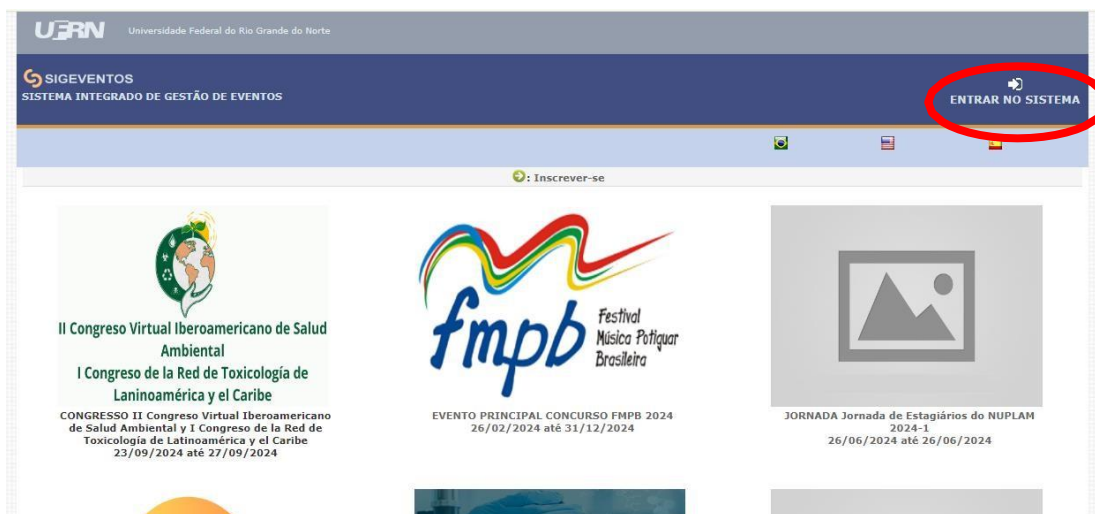 UFRN Universidade Federal do Rio Grande do Norte
SIGEVENTOS
SISTEMA INTEGRADO DE GESTÃO DE EVENTOS
ENTRAR NO SISTEMA
: Inscrever-se
II Congreso Virtual Iberoamericano de Salud
Ambiental
I Congreso de la Red de Toxicología de
Laninoamérica y el Caribe
CONGRESSO II Congreso Virtual Iberoamericano
de Salud Ambiental y I Congreso de la Red de
Toxicología de Latinoamérica y el Caribe
23/09/2024 até 27/09/2024
fmpb
Festival
Música Potiguar
Brasileira
EVENTO PRINCIPAL CONCURSO FMPB 2024
26/02/2024 até 31/12/2024
JORNADA Jornada de Estagiários do NUPLAM
2024-1
26/06/2024 até 26/06/2024